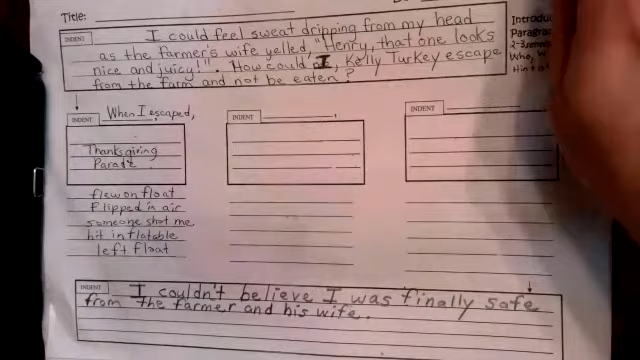 Title:
INDENT
I could feel sweat dripping from my head
as the farmer's wife yelled, "Henry, that one looks
nice and juicy!". How could I, Kelly Turkey escape
from the farm and not be eaten?
INDENT
When I escaped,
Thanksgiving
Parade
flew on float
flipped in air
someone shot me
hit inflatable
left float
INDENT
INDENT
INDENT
I couldn't believe I was finally safe
from the farmer and his wife.